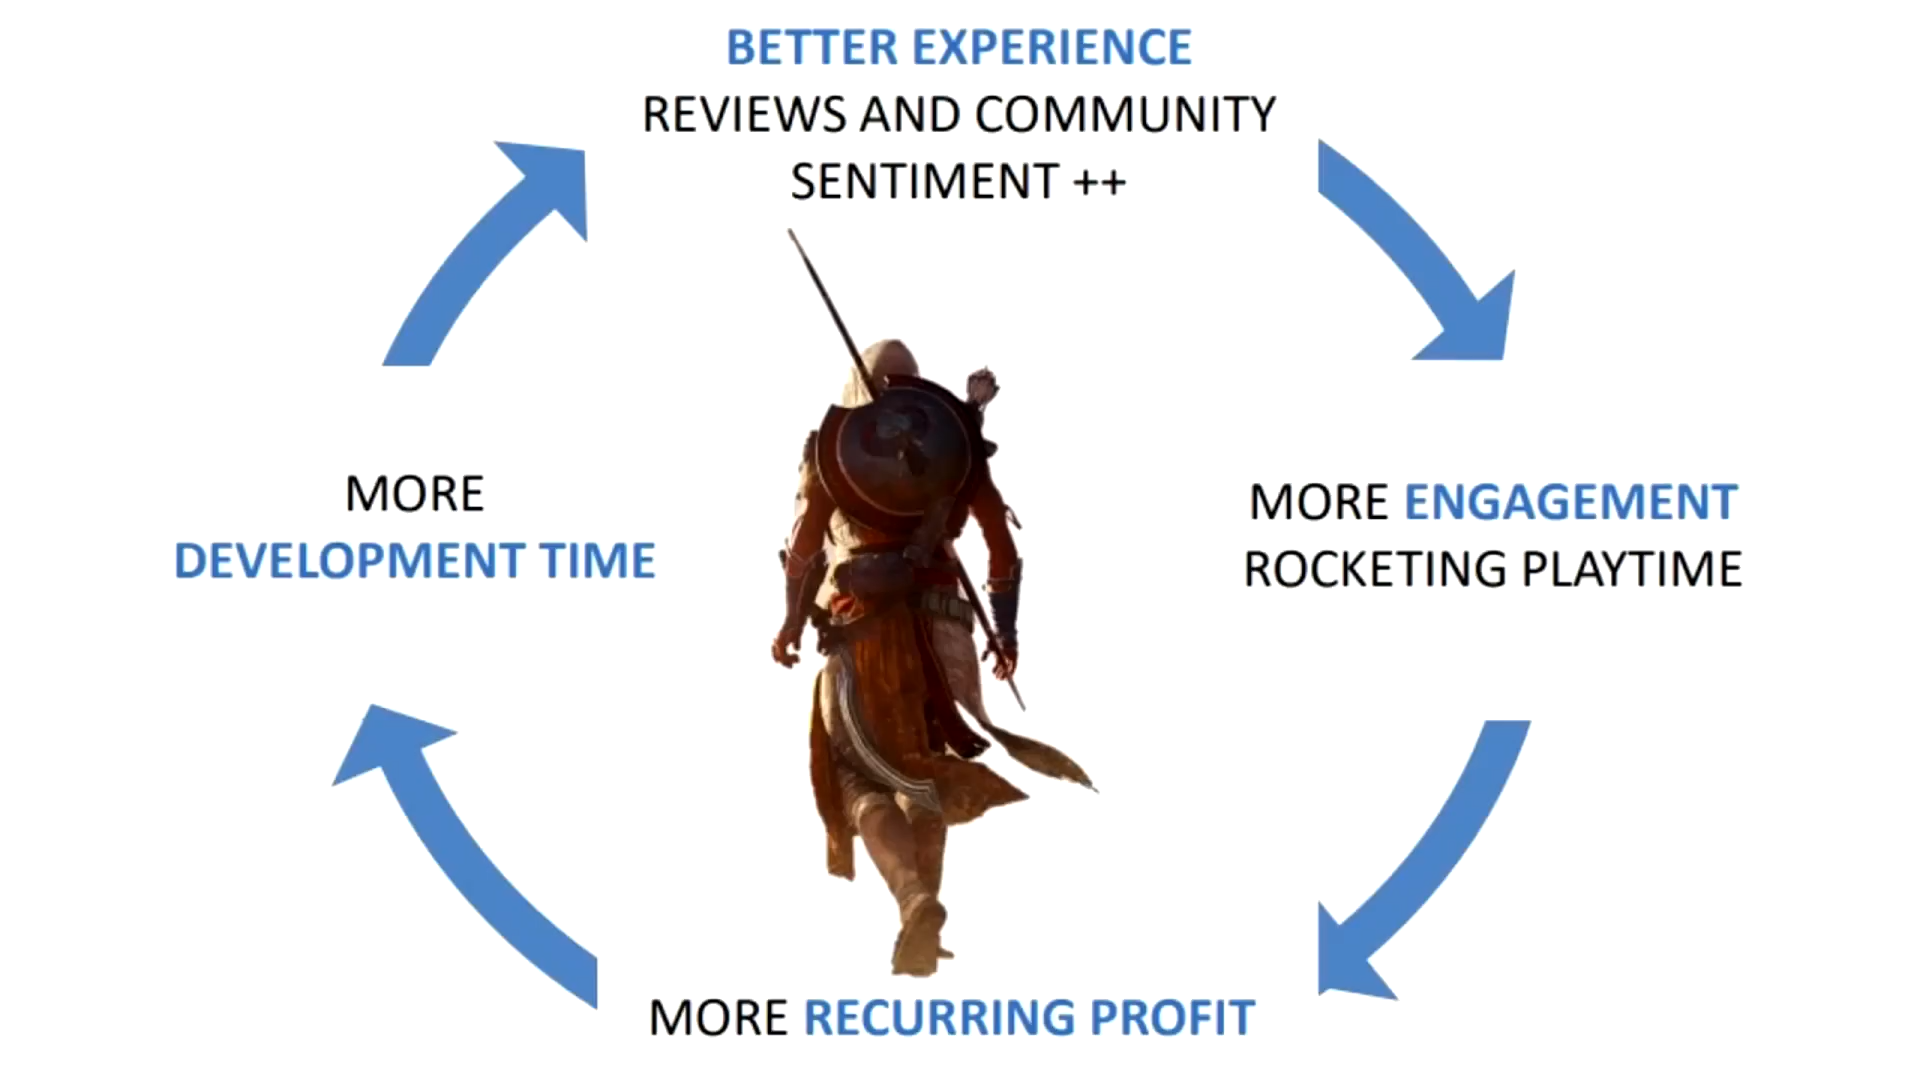 BETTER EXPERIENCE
REVIEWS AND COMMUNITY
SENTIMENT ++
MORE ENGAGEMENT
ROCKETING PLAYTIME
MORE RECURRING PROFIT
MORE
DEVELOPMENT TIME